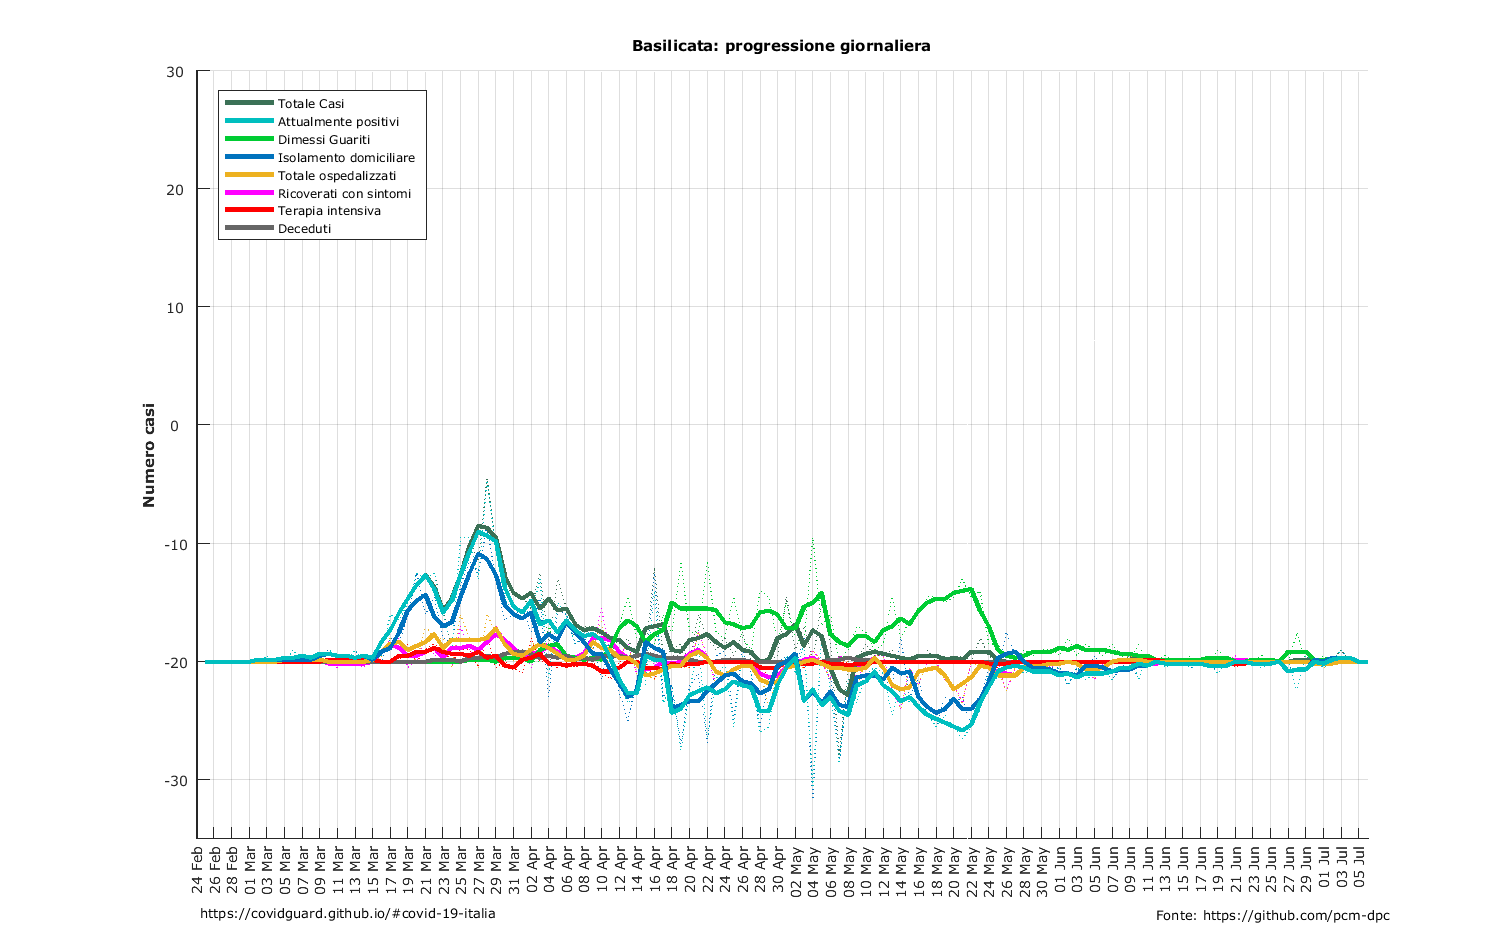 Basilicata: progressione giornaliera
Numero casi
30
20
10
0
-10
-20
-30
Totale Casi
Attualmente positivi
Dimessi Guariti
Isolamento domiciliare
Totale ospedalizzati
Ricoverati con sintomi
Terapia intensiva
Deceduti
24 Feb
26 Feb
28 Feb
01 Mar
03 Mar
05 Mar
07 Mar
09 Mar
11 Mar
13 Mar
15 Mar
17 Mar
19 Mar
21 Mar
23 Mar
25 Mar
27 Mar
29 Mar
31 Mar
02 Apr
04 Apr
06 Apr
08 Apr
10 Apr
12 Apr
14 Apr
16 Apr
18 Apr
20 Apr
22 Apr
24 Apr
26 Apr
28 Apr
30 Apr
02 May
04 May
06 May
08 May
10 May
12 May
14 May
16 May
18 May
20 May
22 May
24 May
26 May
28 May
30 May
01 Jun
03 Jun
05 Jun
07 Jun
09 Jun
11 Jun
13 Jun
15 Jun
17 Jun
19 Jun
21 Jun
23 Jun
25 Jun
27 Jun
29 Jun
01 Jul
03 Jul
05 Jul
https://covidguard.github.io/#covid-19-italia
Fonte: https://github.com/pcm-dpc